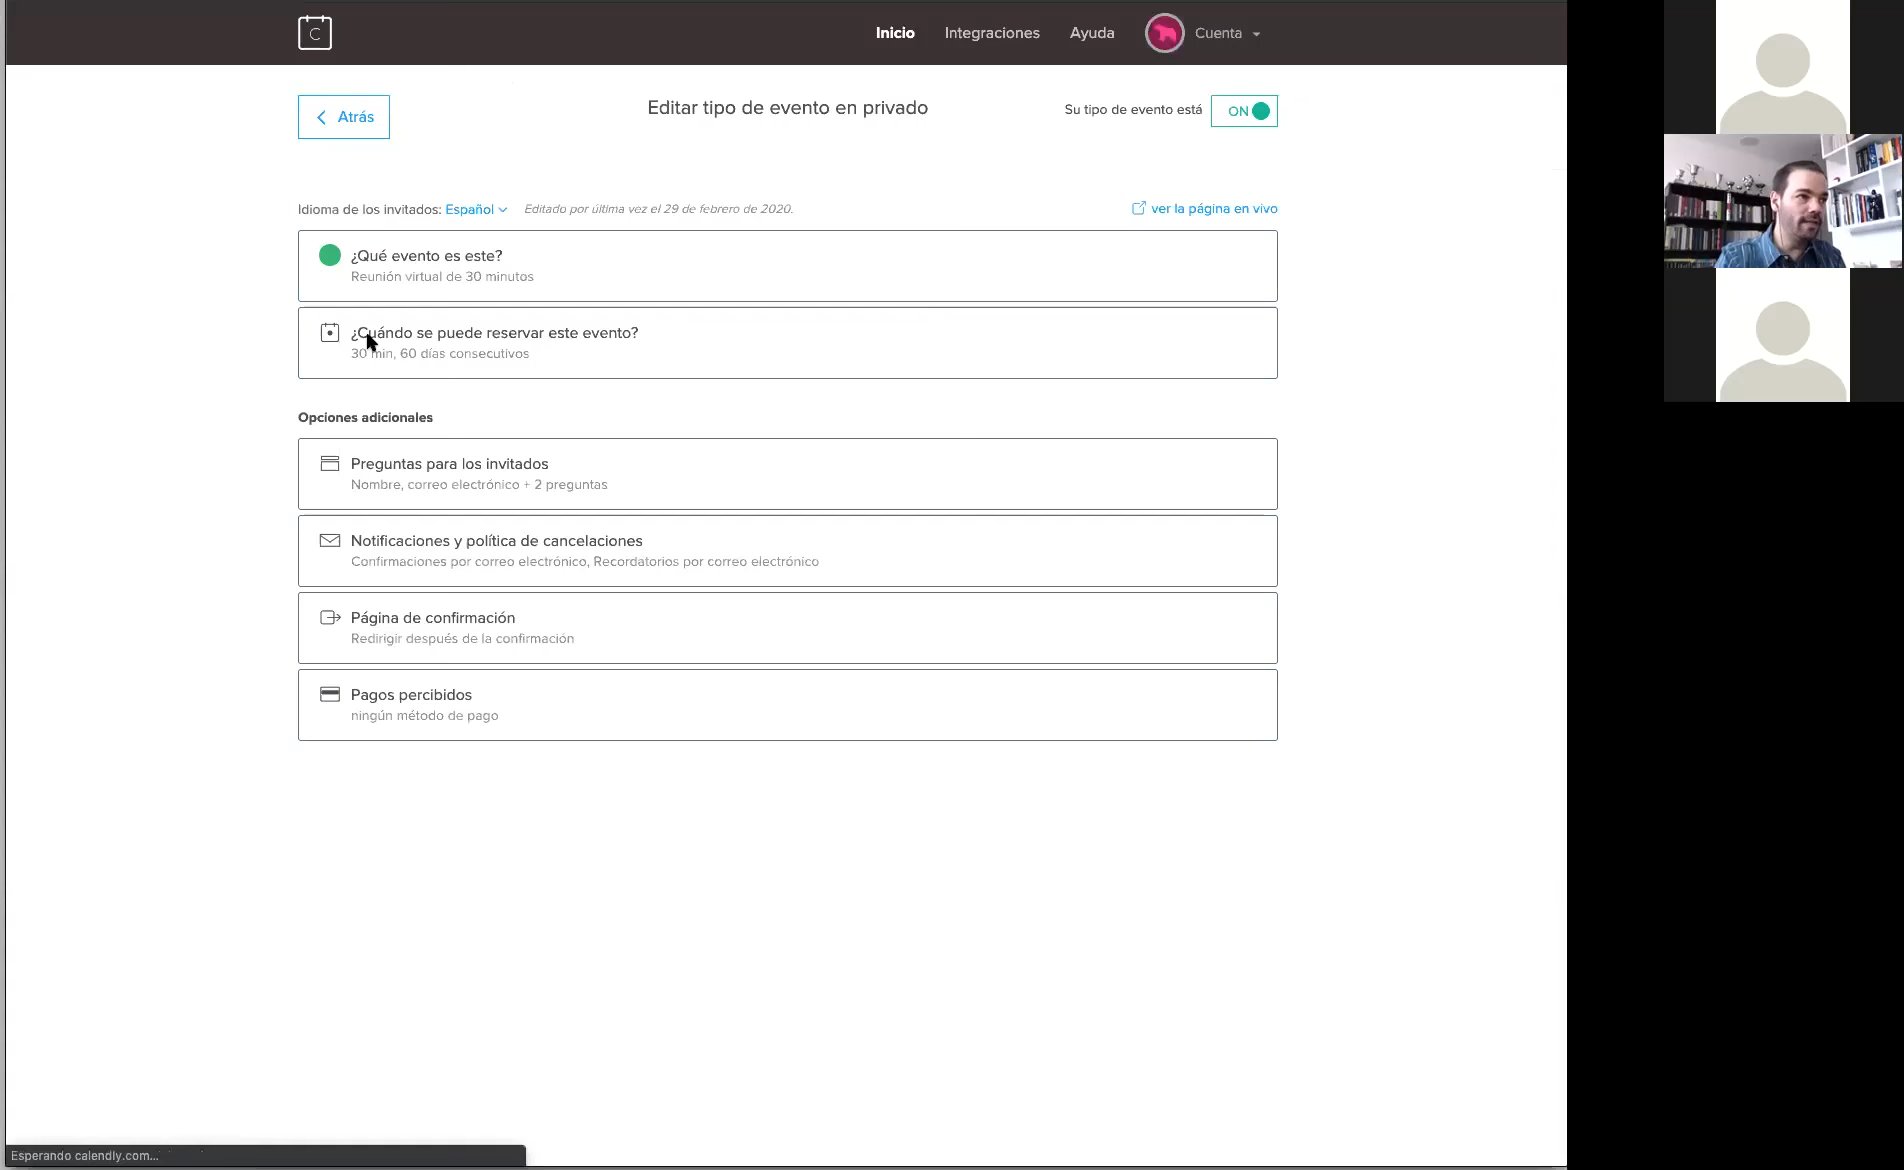 C
Inicio
Integraciones
Ayuda
Cuenta
Atrás
Editar tipo de evento en privado
Su tipo de evento está
ON
Idioma de los invitados: Español
Editado por última vez el 29 de febrero de 2020.
ver la página en vivo
¿Qué evento es este?
Reunión virtual de 30 minutos
¿Cuándo se puede reservar este evento?
30 min, 60 días consecutivos
Opciones adicionales
Preguntas para los invitados
Nombre, correo electrónico + 2 preguntas
Notificaciones y política de cancelaciones
Confirmaciones por correo electrónico, Recordatorios por correo electrónico
Página de confirmación
Redirigir después de la confirmación
Pagos percibidos
ningún método de pago
Esperando calendly.com...